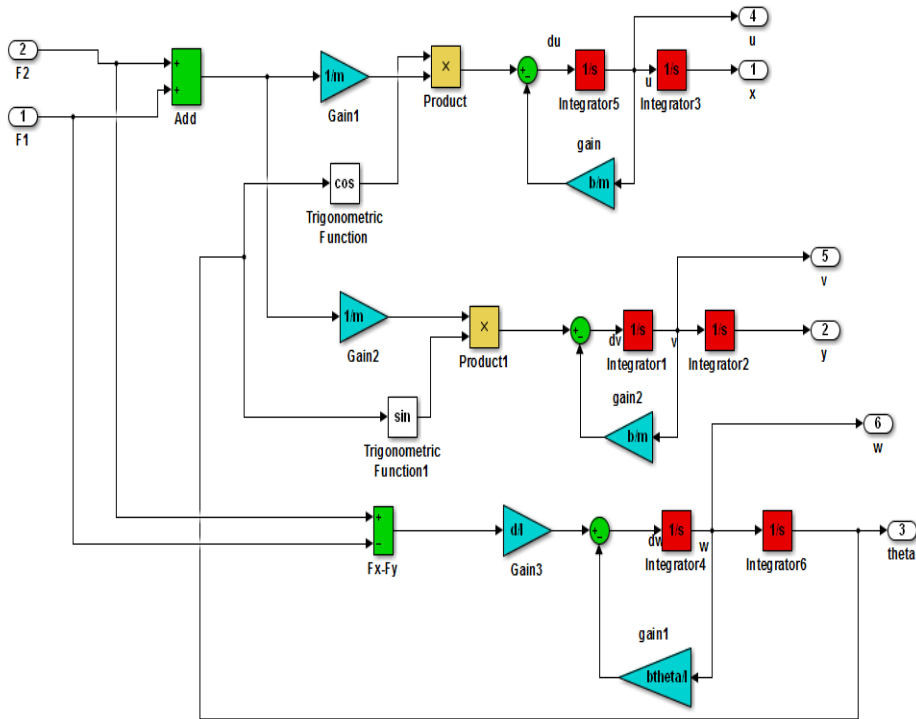 2
F2
1
F1
+
+
Add
1/m
Gain1
×
Product
+
−
du
1/s
Integrator5
u
1/s
Integrator3
4
u
1
x
gain
b/m
cos
Trigonometric
Function
1/m
Gain2
×
Product1
+
−
dv
1/s
Integrator1
v
1/s
Integrator2
5
v
2
y
gain2
b/m
sin
Trigonometric
Function1
6
w
+
−
Fx-Fy
d/l
Gain3
+
−
dw
1/s
Integrator4
w
1/s
Integrator6
3
theta
gain1
btheta/l